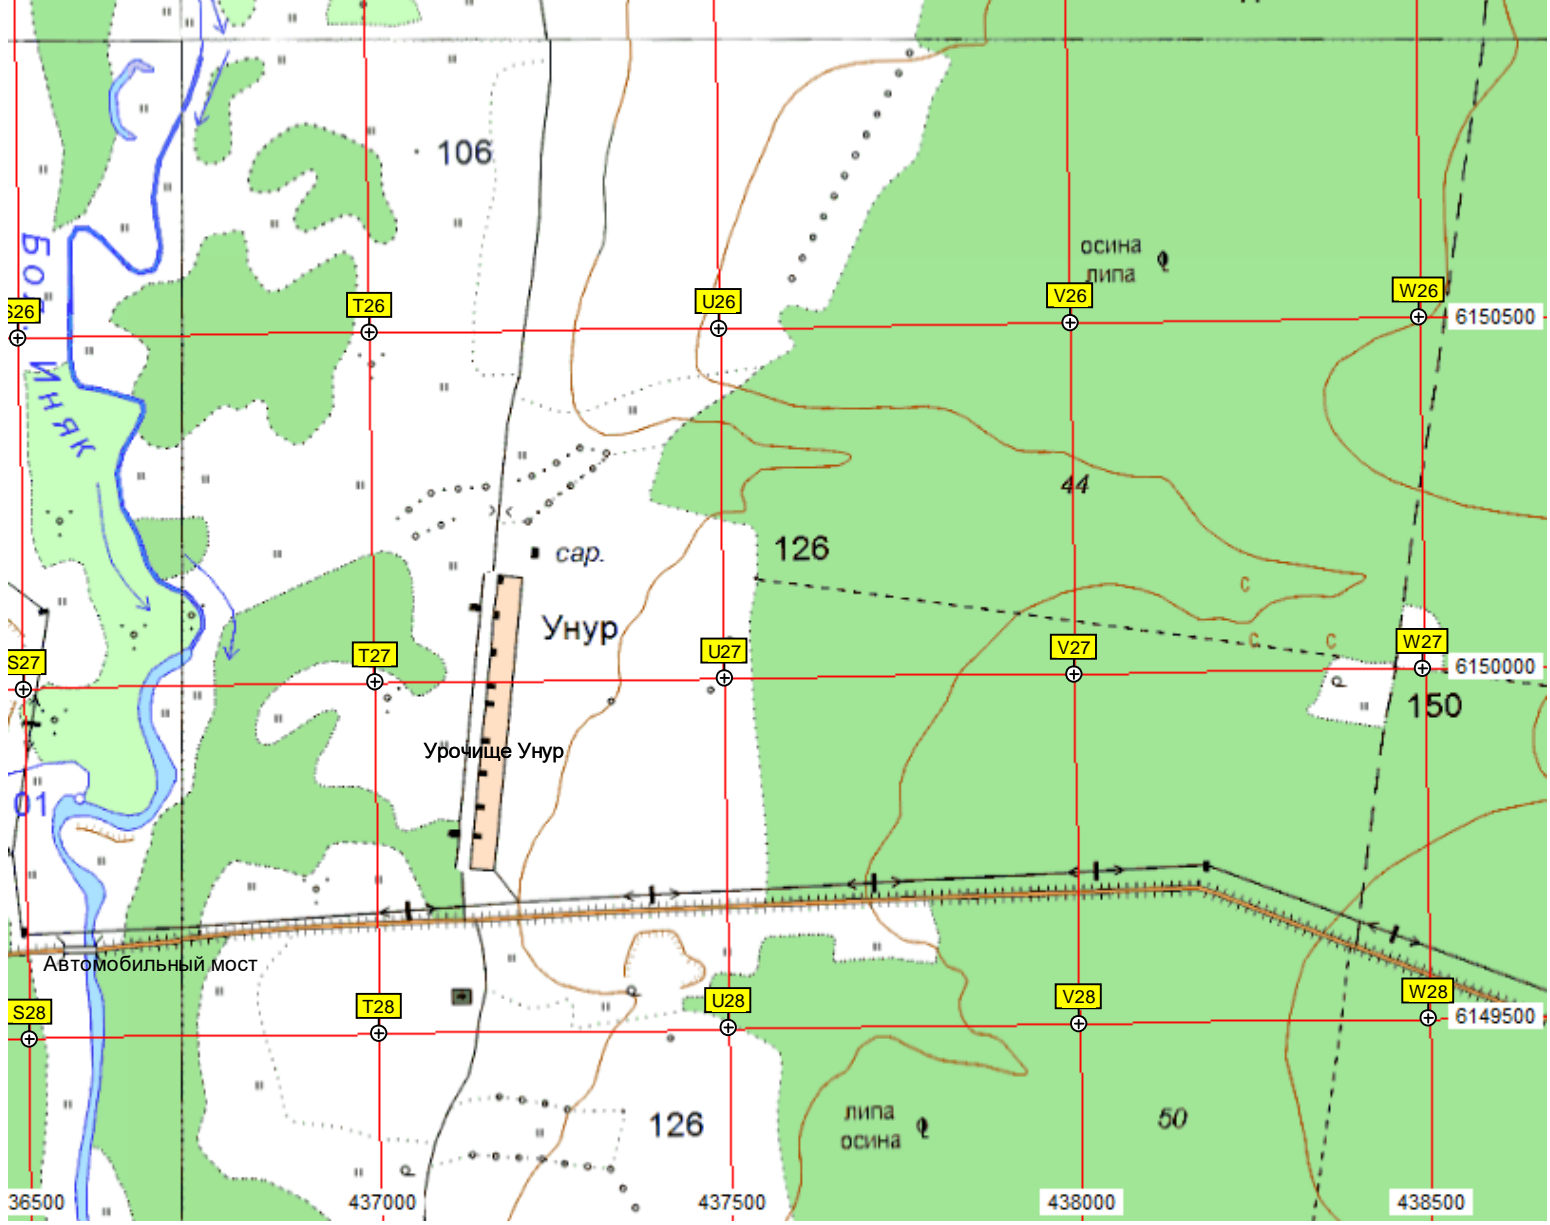 106
Бол.
осина
липа
S26
T26
U26
V26
W26
6150500
Иняк
44
126
сар.
с
Унур
с
с
S27
T27
U27
V27
W27
6150000
150
Урочище Унур
01
Автомобильный мост
S28
T28
U28
V28
W28
6149500
липа
осина
126
50
36500
437000
437500
438000
438500